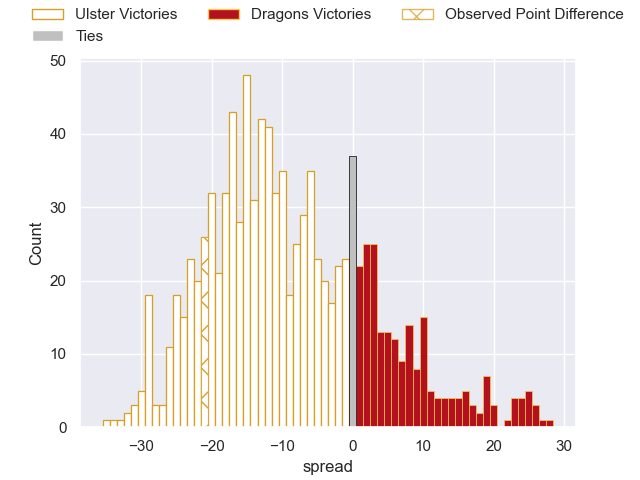 Ulster Victories Dragons Victories Observed Point Difference
Ties
50
40
30
20
10
0
Count
−30 −20 −10 0 10 20 30
spread